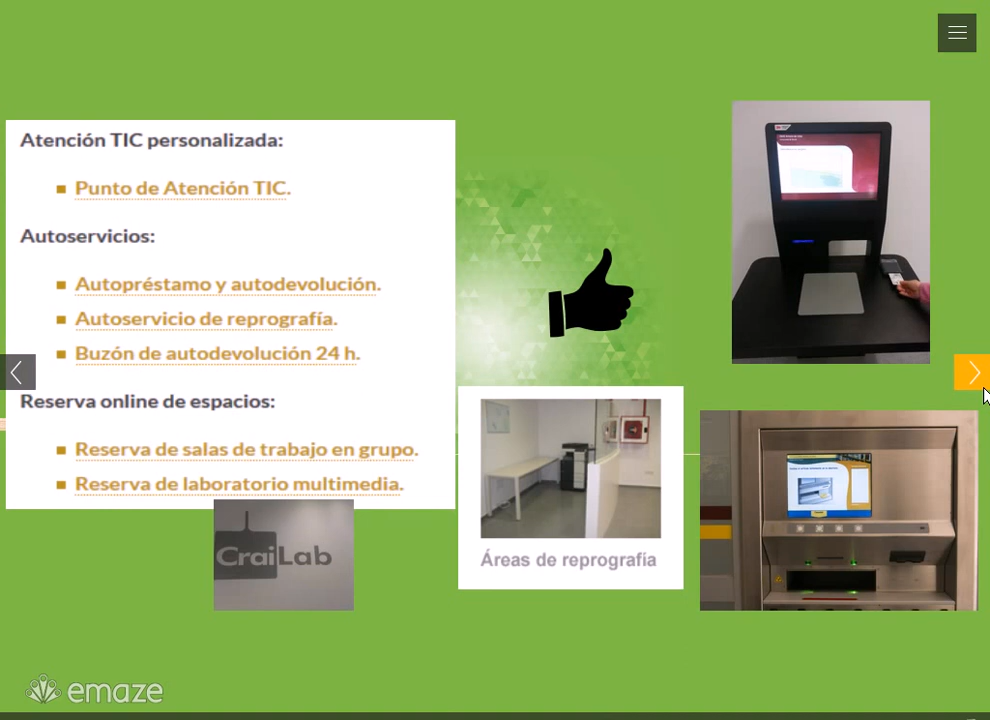 Atención TIC personalizada:
Punto de Atención TIC.
Autoservicios:
Autopréstamo y autodevolución.
Autoservicio de reprografía.
Buzón de autodevolución 24 h.
Reserva online de espacios:
Reserva de salas de trabajo en grupo.
Reserva de laboratorio multimedia.
CraiLab
Áreas de reprografía
emaze